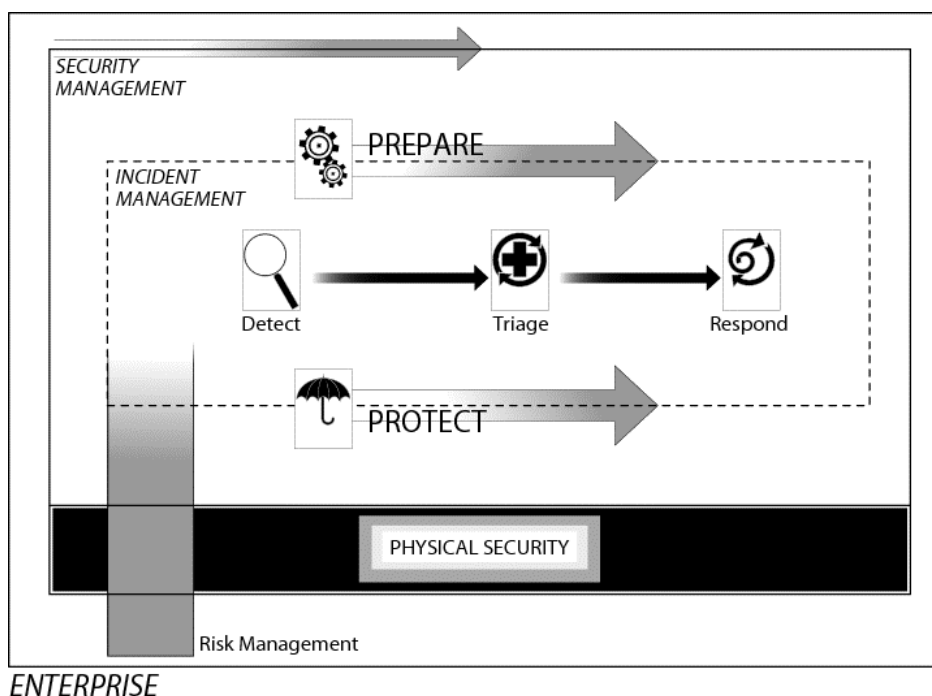 SECURITY
MANAGEMENT
PREPARE
INCIDENT
MANAGEMENT
Detect
Triage
Respond
PROTECT
PHYSICAL SECURITY
Risk Management
ENTERPRISE